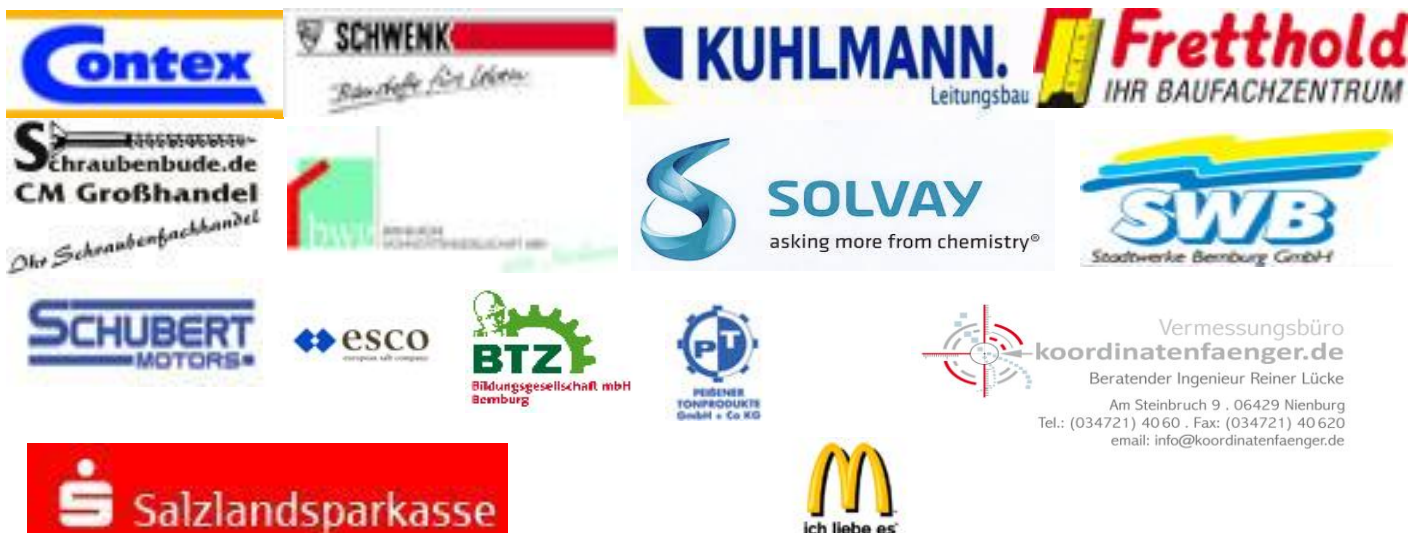 Contex
SCHWENK
Baustoffe fürs Leben
KUHLMANN.
Leitungsbau
Fretthold
IHR BAUFACHZENTRUM
Schraubenbude.de
CM Großhandel
Ihr Schraubenfachhandel
bwg
SOLVAY
asking more from chemistry®
SWB
Stadtwerke Bernburg GmbH
SCHUBERT
MOTORS
esco
european salt company
BTZ
Bildungsgesellschaft mbH
Bernburg
PT
PEIßENER
TONPRODUKTE
GmbH + Co KG
Vermessungsbüro
koordinatenfaenger.de
Beratender Ingenieur Reiner Lücke
Am Steinbruch 9 . 06429 Nienburg
Tel.: (034721) 40 60 . Fax: (034721) 40 620
email: info@koordinatenfaenger.de
Salzlandsparkasse
M
ich liebe es